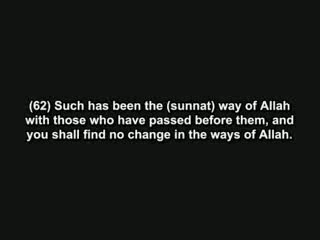 (62) Such has been the (sunnat) way of Allah
with those who have passed before them, and
you shall find no change in the ways of Allah.